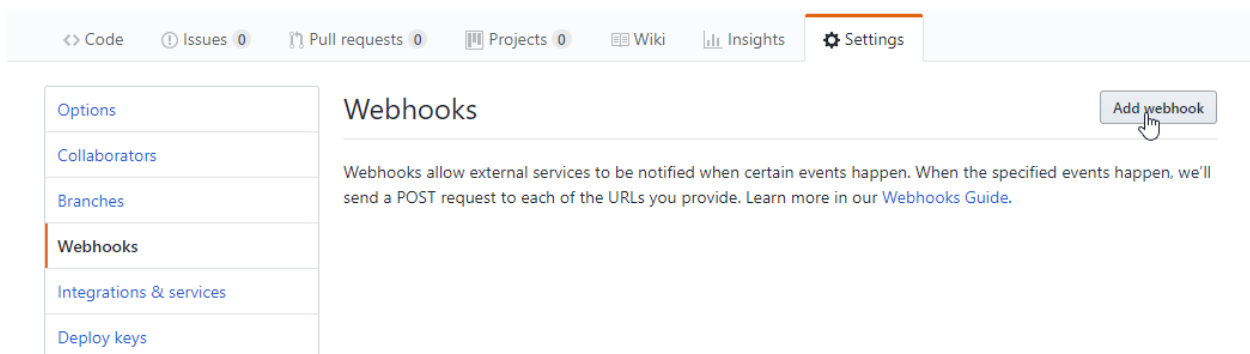 <> Code Issues 0 Pull requests 0 Projects 0 Wiki Insights Settings
Options
Collaborators
Branches
Webhooks
Integrations & services
Deploy keys
Webhooks
Add webhook
Webhooks allow external services to be notified when certain events happen. When the specified events happen, we’ll
send a POST request to each of the URLs you provide. Learn more in our Webhooks Guide.